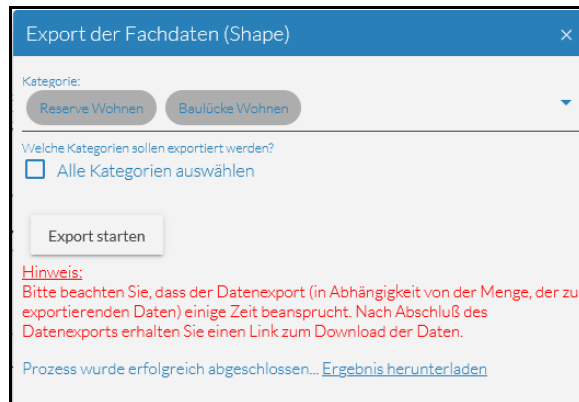 Export der Fachdaten (Shape) ×
Kategorie:
Reserve Wohnen Baulücke Wohnen
Welche Kategorien sollen exportiert werden?
Alle Kategorien auswählen
Export starten
Hinweis:
Bitte beachten Sie, dass der Datenexport (in Abhängigkeit von der Menge, der zu
exportierenden Daten) einige Zeit beansprucht. Nach Abschluß des
Datenexports erhalten Sie einen Link zum Download der Daten.
Prozess wurde erfolgreich abgeschlossen... Ergebnis herunterladen